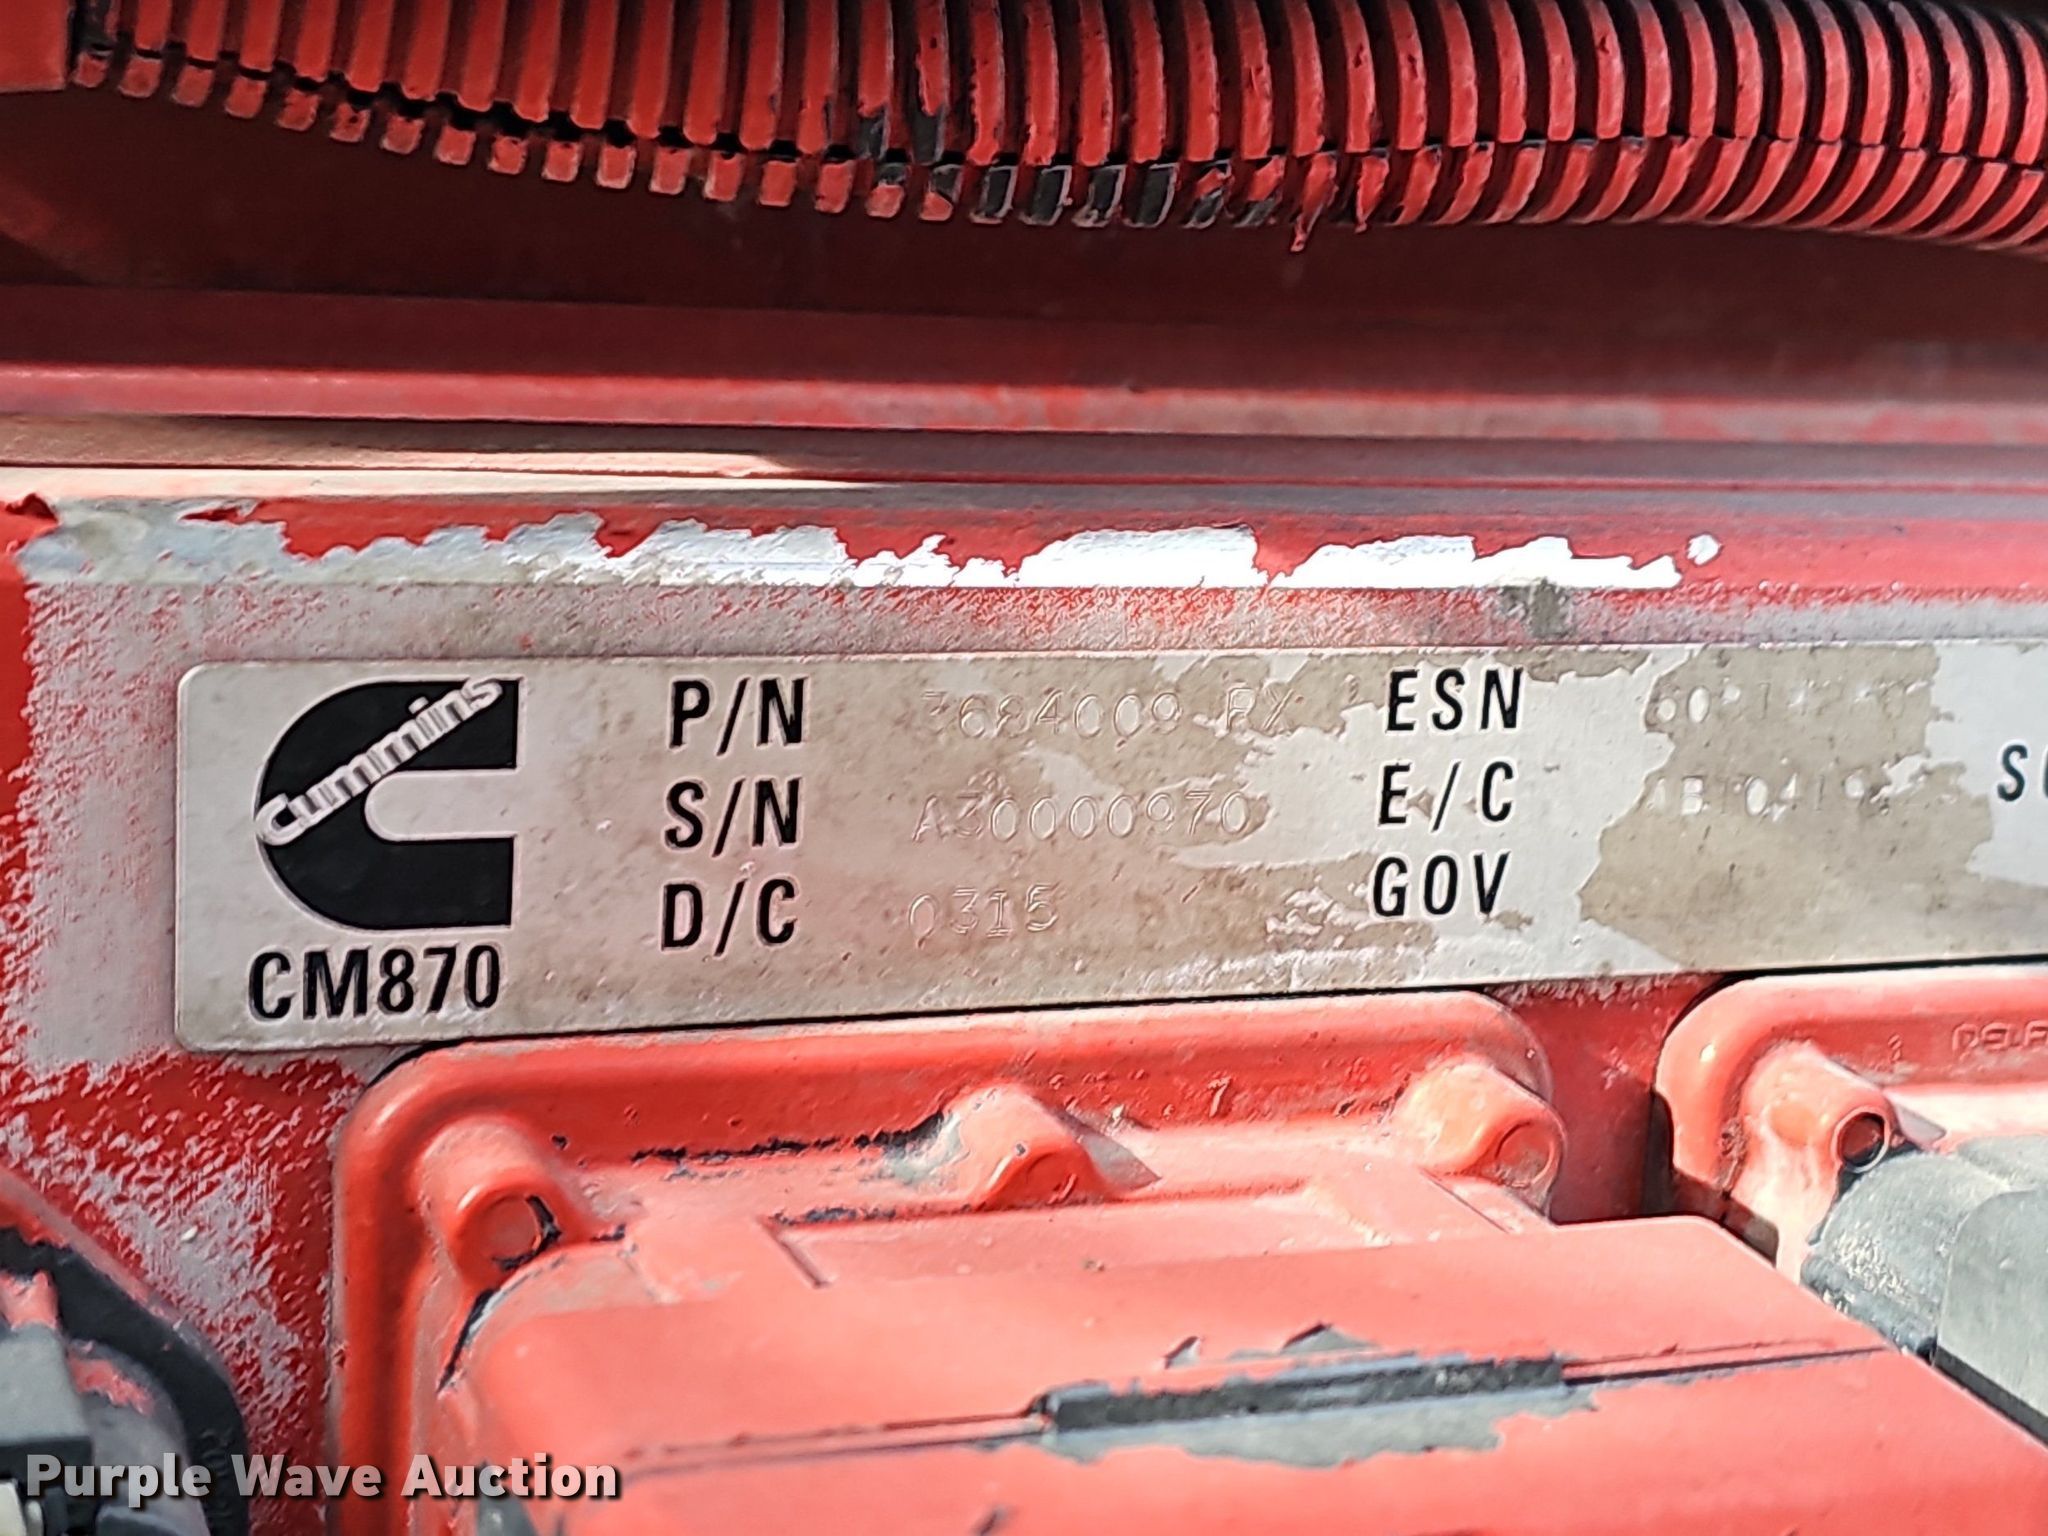 Cummins
CM870
P/N 3684009 RX
S/N A30000970
D/C 0315
ESN
E/C
GOV
Purple Wave Auction